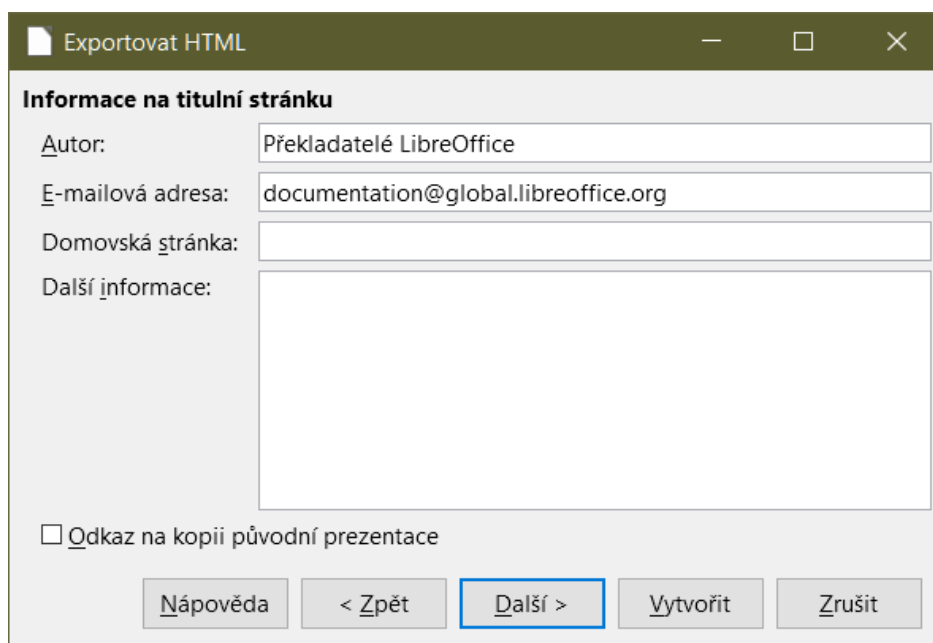 Exportovat HTML
Informace na titulní stránku
Autor: Překladatelé LibreOffice
E-mailová adresa: documentation@global.libreoffice.org
Domovská stránka:
Další informace:
Odkaz na kopii původní prezentace
Nápověda < Zpět Další > Vytvořit Zrušit